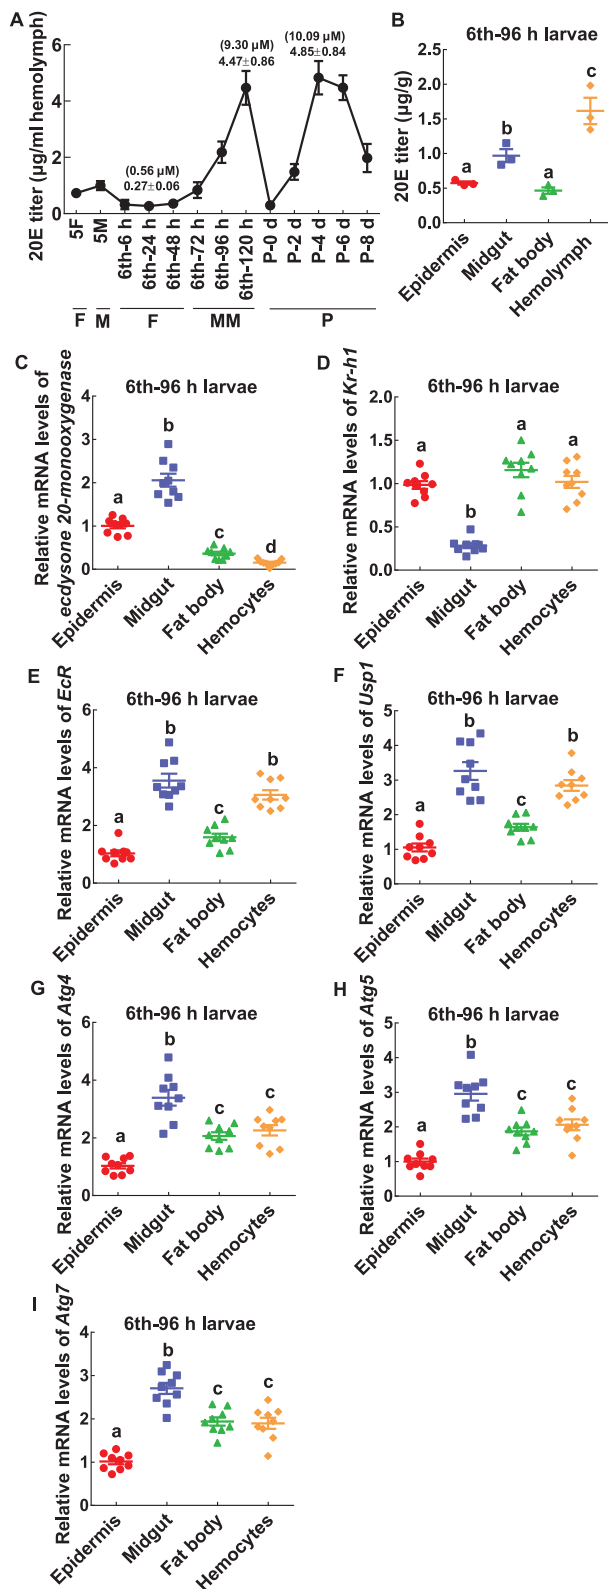 A
20E titer (μg/ml hemolymph)
6
4
2
0
(0.56 μM)
0.27±0.06
(9.30 μM)
4.47±0.86
(10.09 μM)
4.85±0.84
5F
5M
6th-6 h
6th-24 h
6th-48 h
6th-72 h
6th-96 h
6th-120 h
P-0 d
P-2 d
P-4 d
P-6 d
P-8 d
F
M
F
MM
P
B
6th-96 h larvae
20E titer (μg/g)
2.5
2.0
1.5
1.0
0.5
0.0
a
b
a
c
Epidermis
Midgut
Fat body
Hemolymph
C
6th-96 h larvae
Relative mRNA levels of
ecdysone 20-monooxygenase
4
3
2
1
0
a
b
c
d
Epidermis
Midgut
Fat body
Hemocytes
D
6th-96 h larvae
Relative mRNA levels of Kr-h1
2.0
1.5
1.0
0.5
0.0
a
b
a
a
Epidermis
Midgut
Fat body
Hemocytes
E
6th-96 h larvae
Relative mRNA levels of EcR
6
4
2
0
a
b
c
b
Epidermis
Midgut
Fat body
Hemocytes
F
6th-96 h larvae
Relative mRNA levels of Usp1
5
4
3
2
1
0
a
b
c
b
Epidermis
Midgut
Fat body
Hemocytes
G
6th-96 h larvae
Relative mRNA levels of Atg4
6
4
2
0
a
b
c
c
Epidermis
Midgut
Fat body
Hemocytes
H
6th-96 h larvae
Relative mRNA levels of Atg5
5
4
3
2
1
0
a
b
c
c
Epidermis
Midgut
Fat body
Hemocytes
I
6th-96 h larvae
Relative mRNA levels of Atg7
4
3
2
1
0
a
b
c
c
Epidermis
Midgut
Fat body
Hemocytes